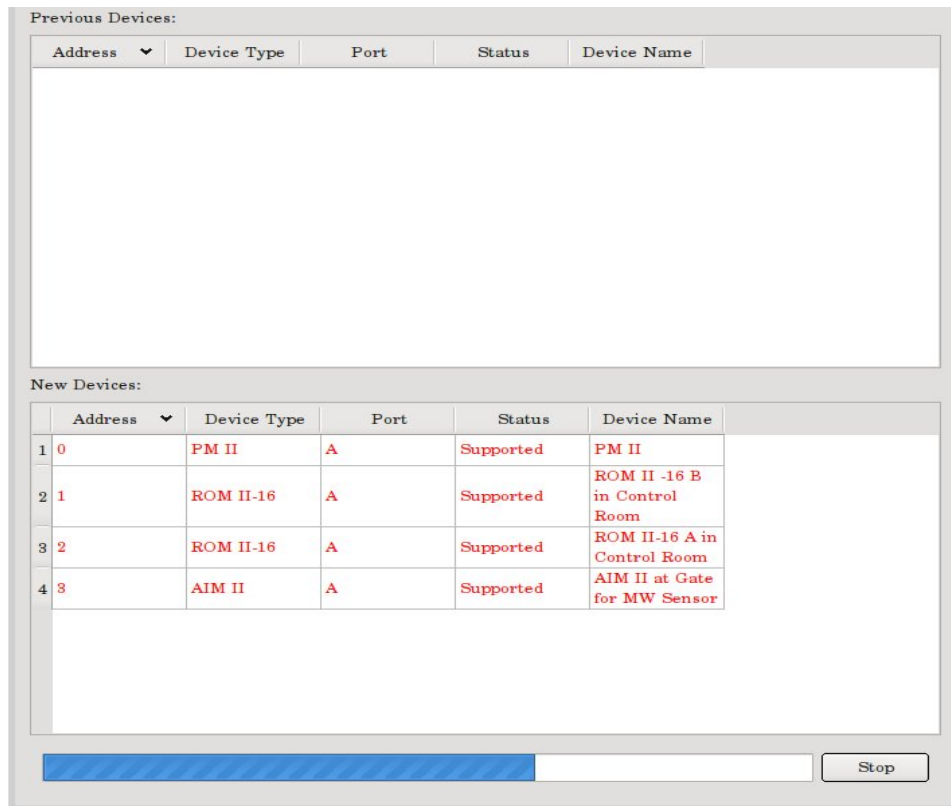 Previous Devices:
Address Device Type Port Status Device Name
New Devices:
Address Device Type Port Status Device Name
1 0 PM II A Supported PM II
2 1 ROM II-16 A Supported ROM II -16 B
in Control
Room
3 2 ROM II-16 A Supported ROM II-16 A in
Control Room
4 3 AIM II A Supported AIM II at Gate
for MW Sensor
Stop